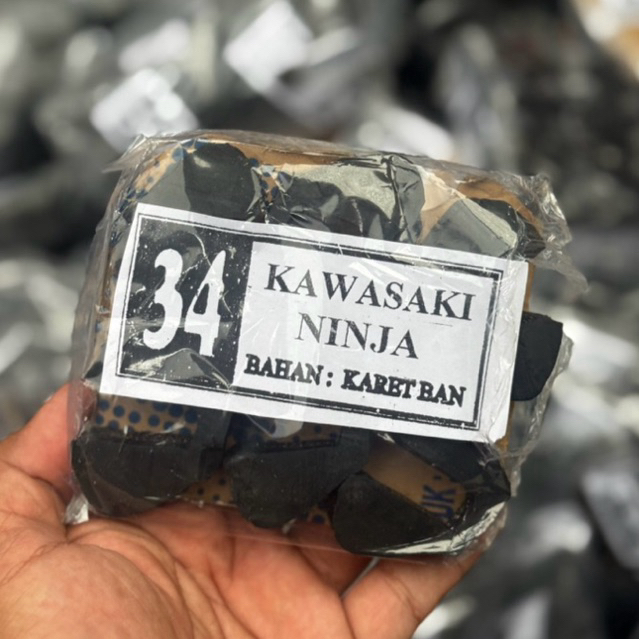 34
KAWASAKI
NINJA
BAHAN : KARET BAN